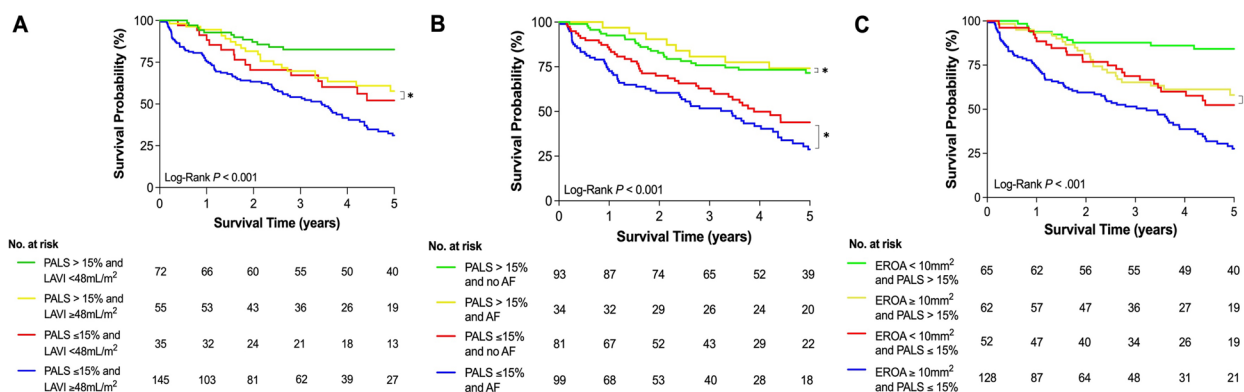 A
Survival Probability (%)
100
75
50
25
0
Log-Rank P < 0.001
*
0 1 2 3 4 5
Survival Time (years)
No. at risk
PALS > 15% and
LAVI <48mL/m²
72 66 60 55 50 40
PALS > 15% and
LAVI ≥48mL/m²
55 53 43 36 26 19
PALS ≤15% and
LAVI <48mL/m²
35 32 24 21 18 13
PALS ≤15% and
LAVI ≥48mL/m²
145 103 81 62 39 27
B
Survival Probability (%)
100
75
50
25
0
Log-Rank P < 0.001
*
*
0 1 2 3 4 5
Survival Time (years)
No. at risk
PALS > 15%
and no AF
93 87 74 65 52 39
PALS > 15%
and AF
34 32 29 26 24 20
PALS ≤15%
and no AF
81 67 52 43 29 22
PALS ≤15%
and AF
99 68 53 40 28 18
C
Survival Probability (%)
100
75
50
25
0
Log-Rank P < .001
0 1 2 3 4 5
Survival Time (years)
No. at risk
EROA < 10mm²
and PALS > 15%
65 62 56 55 49 40
EROA ≥ 10mm²
and PALS > 15%
62 57 47 36 27 19
EROA < 10mm²
and PALS ≤ 15%
52 47 40 34 26 19
EROA ≥ 10mm²
and PALS ≤ 15%
128 87 64 48 31 21